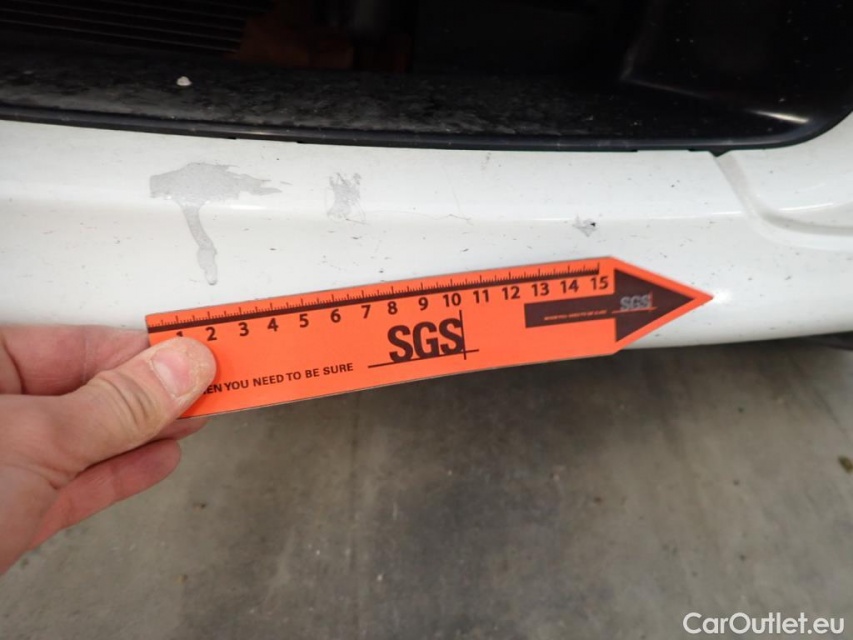 1 2 3 4 5 6 7 8 9 10 11 12 13 14 15
SGS
SGS
YOU NEED TO BE SURE
CarOutlet.eu